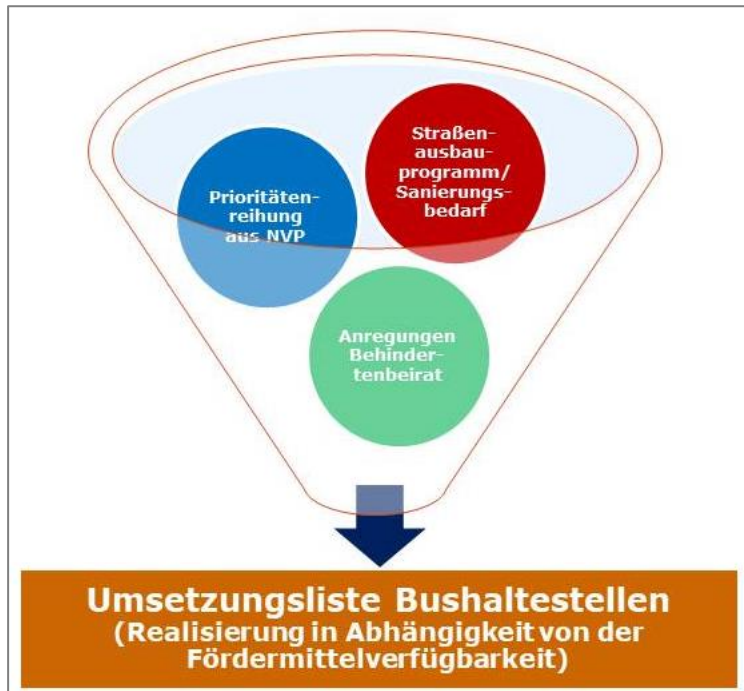 Straßen-
ausbau-
programm/
Sanierungs-
bedarf
Prioritäten-
reihung
aus NVP
Anregungen
Behinder-
tenbeirat
Umsetzungsliste Bushaltestellen
(Realisierung in Abhängigkeit von der
Fördermittelverfügbarkeit)